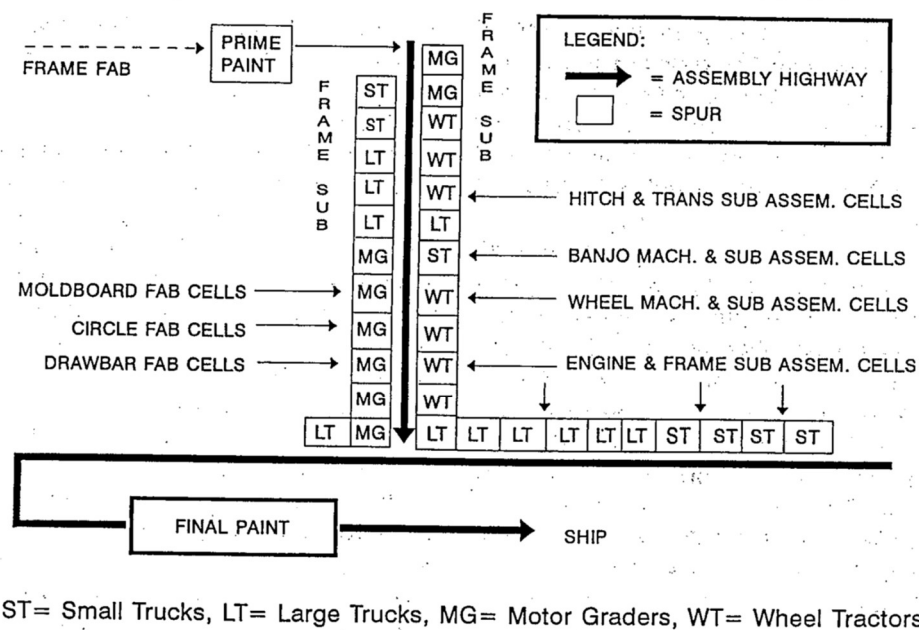 FRAME FAB
PRIME
PAINT
FRAME SUB
FRAME SUB
LEGEND:
= ASSEMBLY HIGHWAY
= SPUR
ST
ST
LT
LT
LT
MG
MG
MG
MG
MG
LT MG
MG
MG
WT
WT
WT
LT
ST
WT
WT
WT
WT
LT LT LT LT LT LT ST ST ST ST
HITCH & TRANS SUB ASSEM. CELLS
BANJO MACH. & SUB ASSEM. CELLS
WHEEL MACH. & SUB ASSEM. CELLS
ENGINE & FRAME SUB ASSEM. CELLS
MOLDBOARD FAB CELLS
CIRCLE FAB CELLS
DRAWBAR FAB CELLS
FINAL PAINT
SHIP
ST= Small Trucks, LT= Large Trucks, MG= Motor Graders, WT= Wheel Tractors